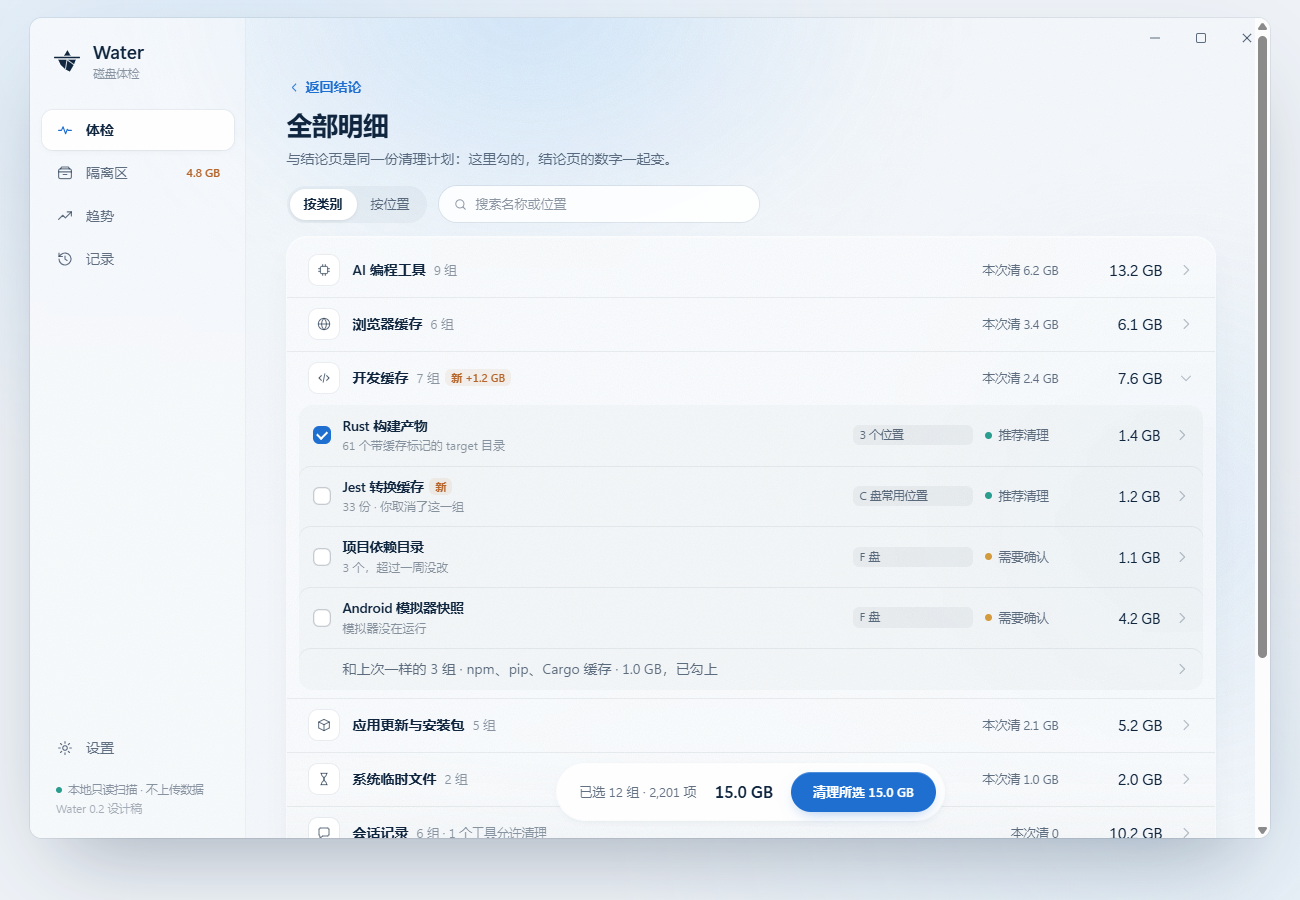 Water
磁盘体检
体检
隔离区 4.8 GB
趋势
记录
设置
本地只读扫描 · 不上传数据
Water 0.2 设计稿
返回结论
全部明细
与结论页是同一份清理计划：这里勾的，结论页的数字一起变。
按类别 按位置 搜索名称或位置
AI 编程工具 9 组 本次清 6.2 GB 13.2 GB
浏览器缓存 6 组 本次清 3.4 GB 6.1 GB
开发缓存 7 组 新 +1.2 GB 本次清 2.4 GB 7.6 GB
Rust 构建产物
61 个带缓存标记的 target 目录
3 个位置 推荐清理 1.4 GB
Jest 转换缓存 新
33 份 · 你取消了这一组
C 盘常用位置 推荐清理 1.2 GB
项目依赖目录
3 个，超过一周没改
F 盘 需要确认 1.1 GB
Android 模拟器快照
模拟器没在运行
F 盘 需要确认 4.2 GB
和上次一样的 3 组 · npm、pip、Cargo 缓存 · 1.0 GB，已勾上
应用更新与安装包 5 组 本次清 2.1 GB 5.2 GB
系统临时文件 2 组 本次清 1.0 GB 2.0 GB
已选 12 组 · 2,201 项 15.0 GB 清理所选 15.0 GB
会话记录 6 组 · 1 个工具允许清理 本次清 0 10.2 GB